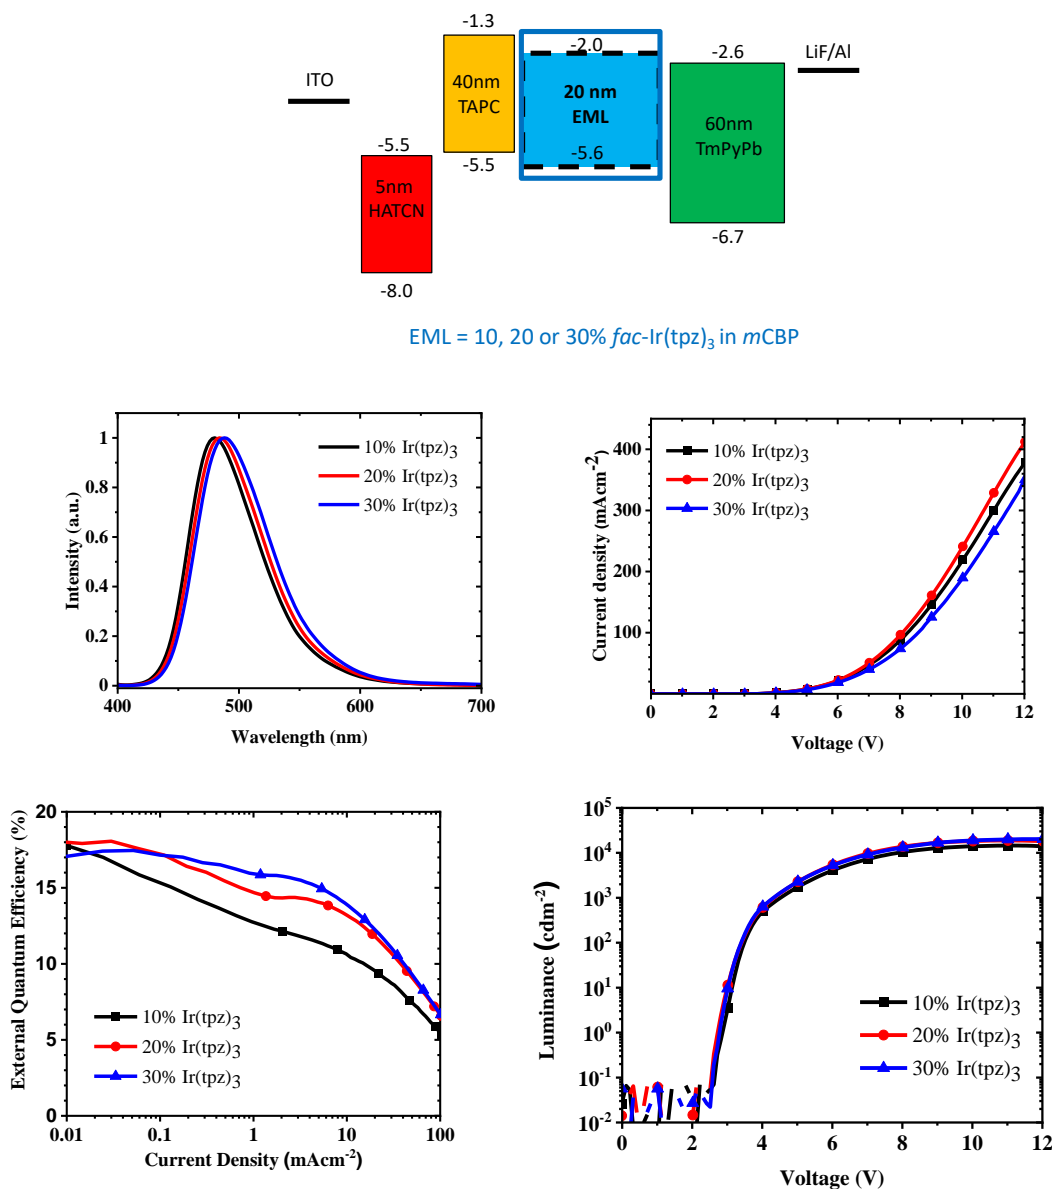 -1.3
-2.0
-2.6
LiF/Al
ITO
40nm
TAPC
20 nm
EML
60nm
TmPyPb
-5.5
-5.5
-5.6
5nm
HATCN
-6.7
-8.0
EML = 10, 20 or 30% fac-Ir(tpz)3 in mCBP
1
0.8
0.6
0.4
0.2
0
400
500
600
700
Intensity (a.u.)
Wavelength (nm)
10% Ir(tpz)3
20% Ir(tpz)3
30% Ir(tpz)3
400
300
200
100
0
2
4
6
8
10
12
Current density (mAcm-2)
Voltage (V)
10% Ir(tpz)3
20% Ir(tpz)3
30% Ir(tpz)3
20
15
10
5
0
0.01
0.1
1
10
100
External Quantum Efficiency (%)
Current Density (mAcm-2)
10% Ir(tpz)3
20% Ir(tpz)3
30% Ir(tpz)3
10^5
10^4
10^3
10^2
10^1
10^0
10^-1
10^-2
0
2
4
6
8
10
12
Luminance (cdm-2)
Voltage (V)
10% Ir(tpz)3
20% Ir(tpz)3
30% Ir(tpz)3